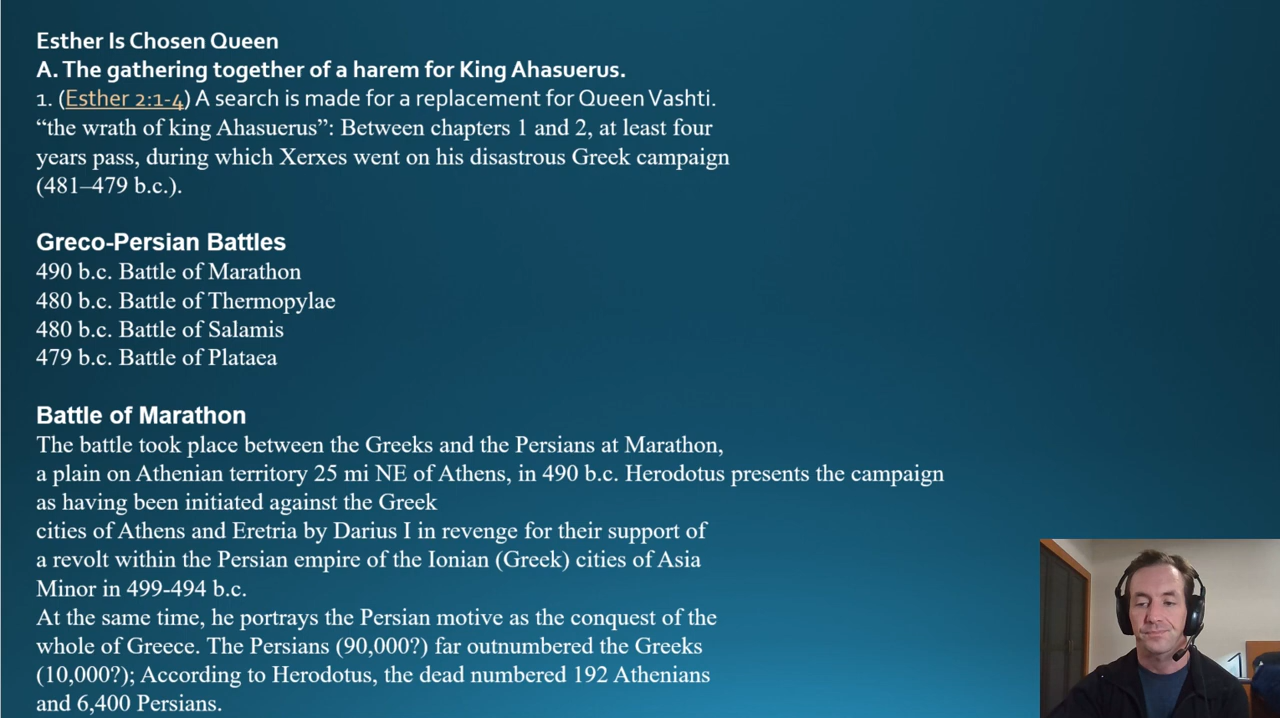 Esther Is Chosen Queen
A. The gathering together of a harem for King Ahasuerus.
1. (Esther 2:1-4) A search is made for a replacement for Queen Vashti.
“the wrath of king Ahasuerus”: Between chapters 1 and 2, at least four
years pass, during which Xerxes went on his disastrous Greek campaign
(481–479 b.c.).
Greco-Persian Battles
490 b.c. Battle of Marathon
480 b.c. Battle of Thermopylae
480 b.c. Battle of Salamis
479 b.c. Battle of Plataea
Battle of Marathon
The battle took place between the Greeks and the Persians at Marathon,
a plain on Athenian territory 25 mi NE of Athens, in 490 b.c. Herodotus presents the campaign
as having been initiated against the Greek
cities of Athens and Eretria by Darius I in revenge for their support of
a revolt within the Persian empire of the Ionian (Greek) cities of Asia
Minor in 499-494 b.c.
At the same time, he portrays the Persian motive as the conquest of the
whole of Greece. The Persians (90,000?) far outnumbered the Greeks
(10,000?); According to Herodotus, the dead numbered 192 Athenians
and 6,400 Persians.